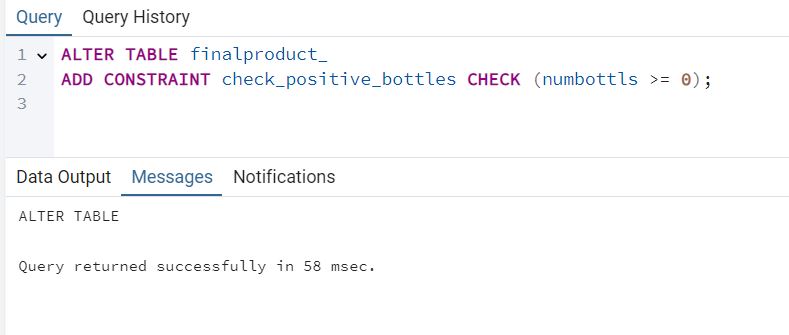 Query Query History
1 ALTER TABLE finalproduct_
2 ADD CONSTRAINT check_positive_bottles CHECK (numbottls >= 0);
3
Data Output Messages Notifications
ALTER TABLE
Query returned successfully in 58 msec.